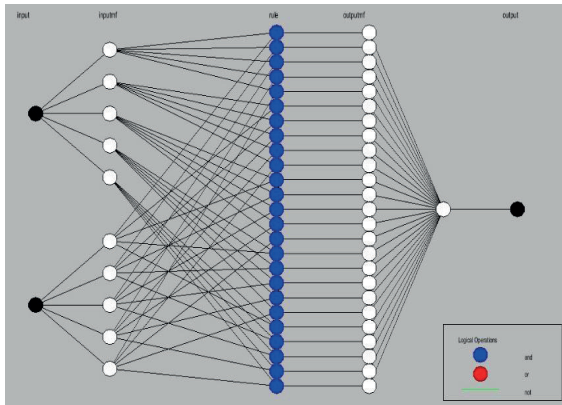 input inputmf rule outputmf output
Logical Operations
and
or
not